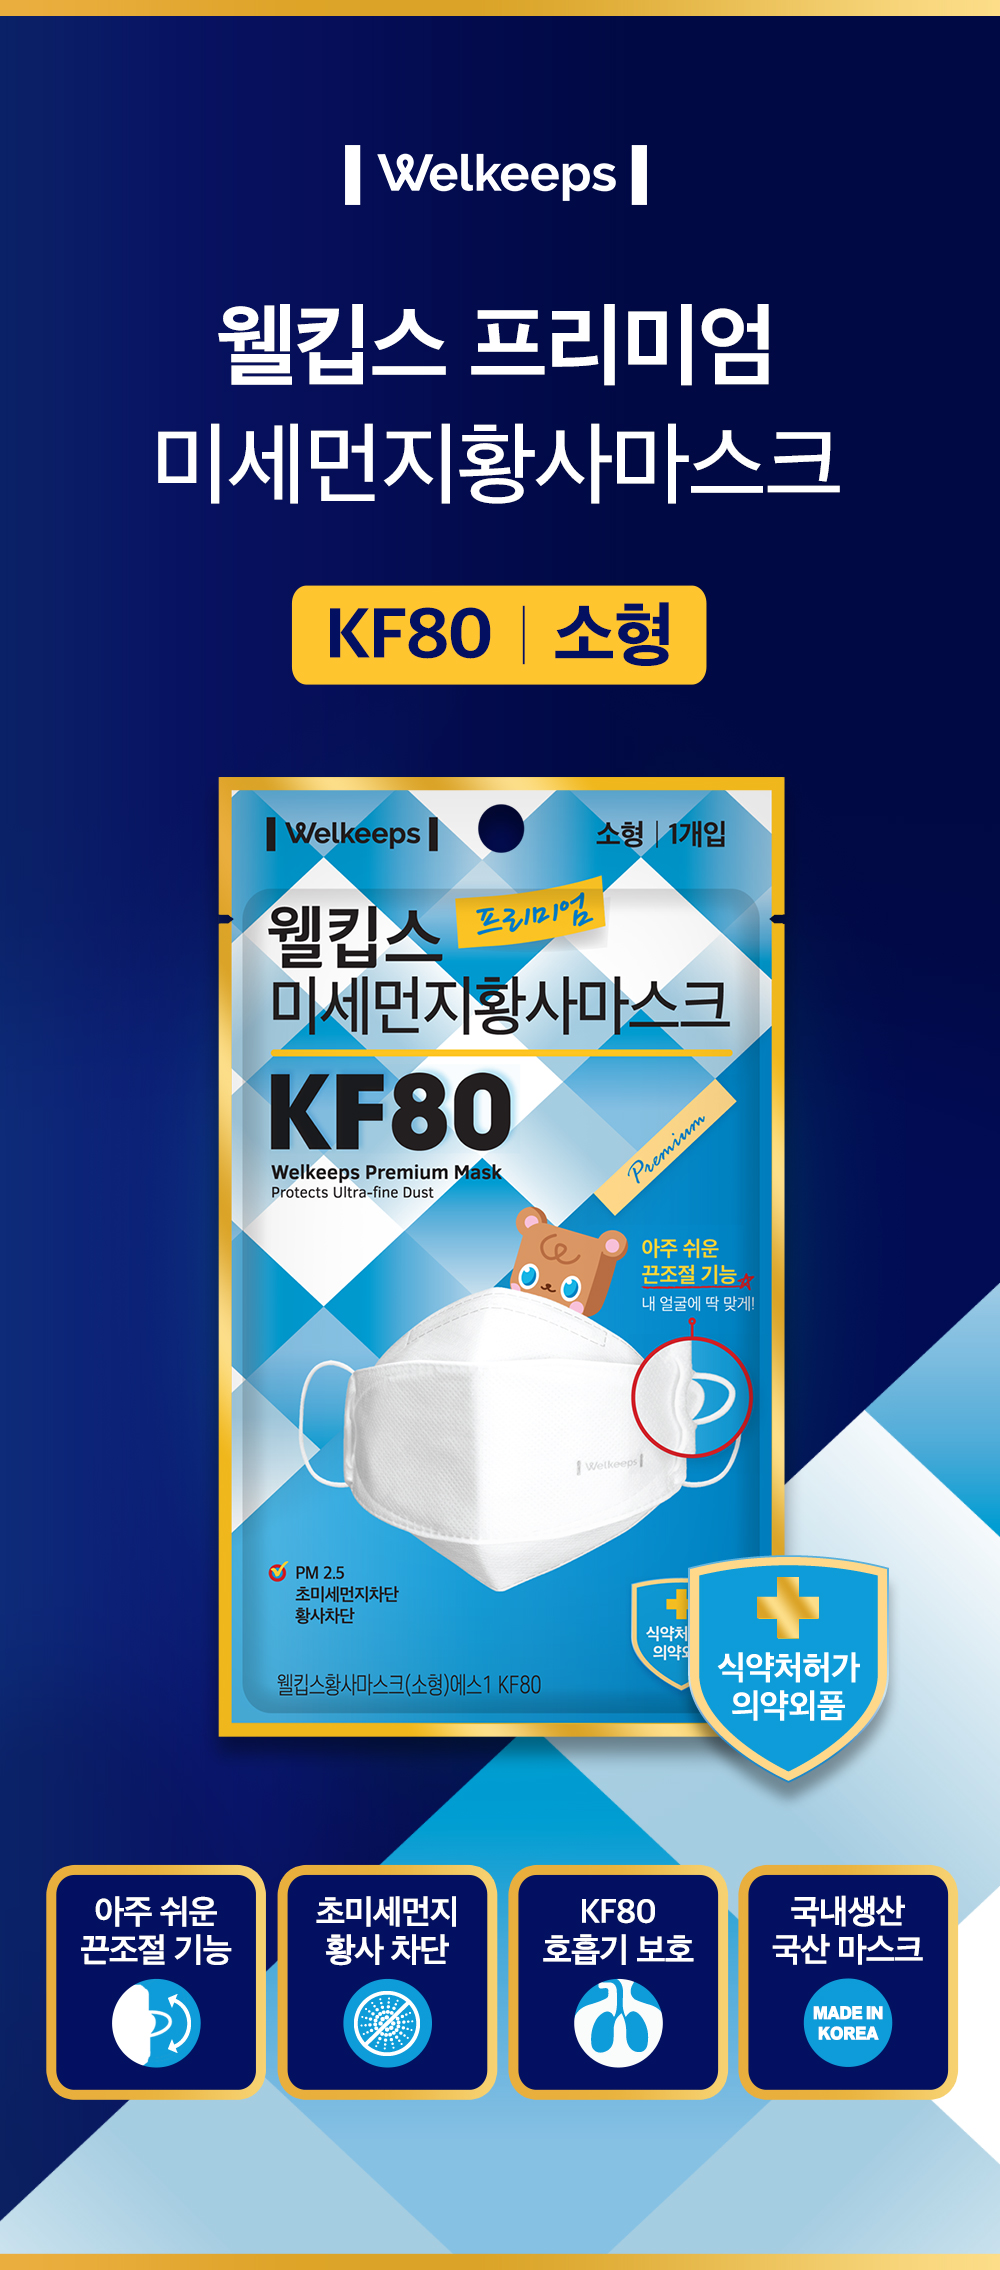 Welkeeps
웰킵스 프리미엄
미세먼지황사마스크
KF80 | 소형
Welkeeps
소형 | 1개입
웰킵스 프리미엄
미세먼지황사마스크
KF80
Welkeeps Premium Mask
Protects Ultra-fine Dust
Premium
아주 쉬운
끈조절 기능
내 얼굴에 딱 맞게!
Welkeeps
PM 2.5
초미세먼지차단
황사차단
식약처
웰킵스황사마스크(소형)에스1 KF80
식약처허가
의약외품
아주 쉬운
끈조절 기능
초미세먼지
황사 차단
KF80
호흡기 보호
국내생산
국산 마스크
MADE IN
KOREA